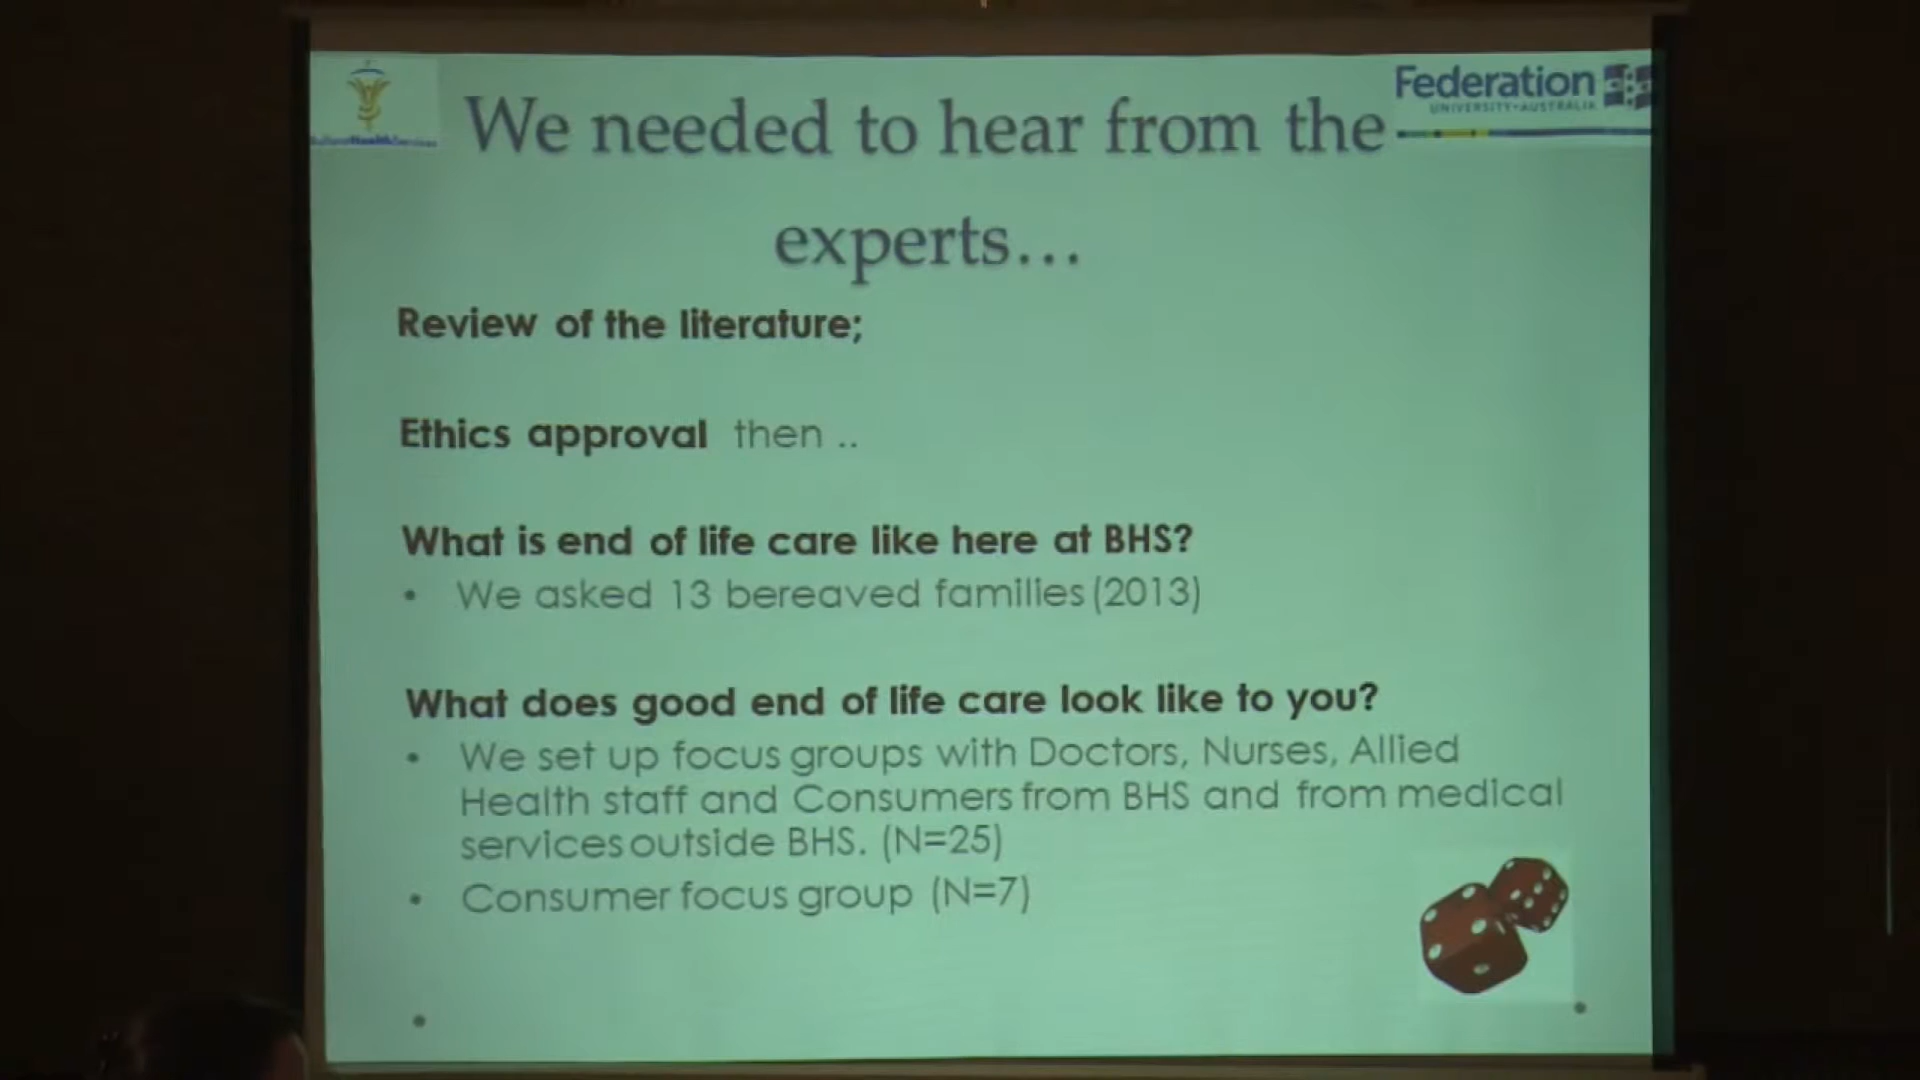 BallaratHealthServices
Federation
UNIVERSITY•AUSTRALIA
We needed to hear from the
experts...
Review of the literature;
Ethics approval then ..
What is end of life care like here at BHS?
• We asked 13 bereaved families (2013)
What does good end of life care look like to you?
• We set up focus groups with Doctors, Nurses, Allied
Health staff and Consumers from BHS and from medical
services outside BHS. (N=25)
• Consumer focus group (N=7)